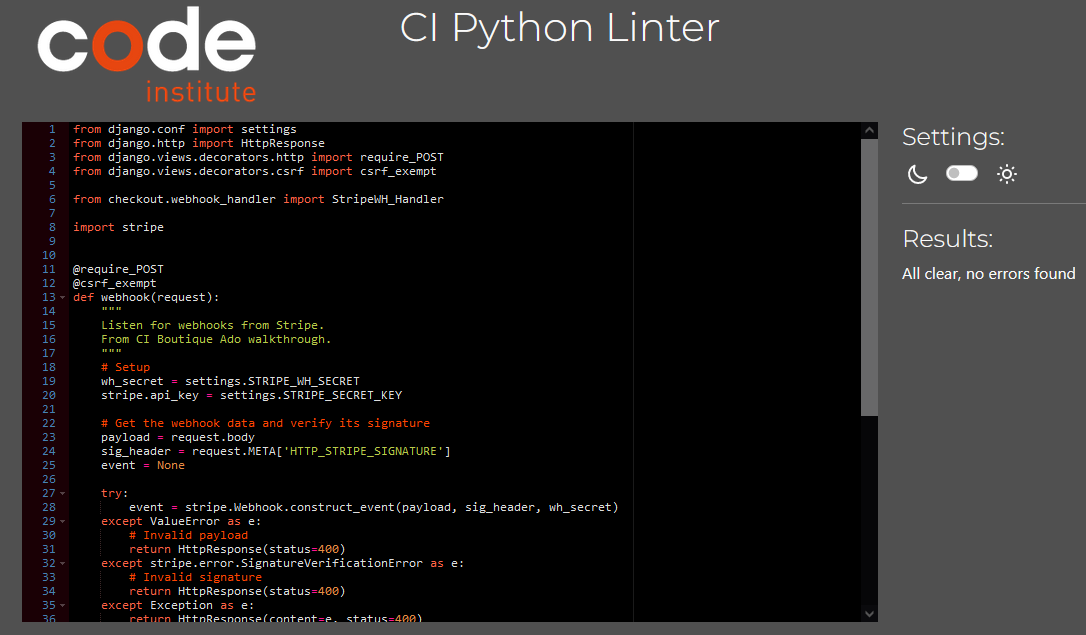 code
institute
CI Python Linter
1 from django.conf import settings
2 from django.http import HttpResponse
3 from django.views.decorators.http import require_POST
4 from django.views.decorators.csrf import csrf_exempt
5
6 from checkout.webhook_handler import StripeWH_Handler
7
8 import stripe
9
10
11 @require_POST
12 @csrf_exempt
13 def webhook(request):
14     """
15     Listen for webhooks from Stripe.
16     From CI Boutique Ado walkthrough.
17     """
18     # Setup
19     wh_secret = settings.STRIPE_WH_SECRET
20     stripe.api_key = settings.STRIPE_SECRET_KEY
21
22     # Get the webhook data and verify its signature
23     payload = request.body
24     sig_header = request.META['HTTP_STRIPE_SIGNATURE']
25     event = None
26
27     try:
28         event = stripe.Webhook.construct_event(payload, sig_header, wh_secret)
29     except ValueError as e:
30         # Invalid payload
31         return HttpResponse(status=400)
32     except stripe.error.SignatureVerificationError as e:
33         # Invalid signature
34         return HttpResponse(status=400)
35     except Exception as e:
36         return HttpResponse(content=e, status=400)
Settings:
Results:
All clear, no errors found